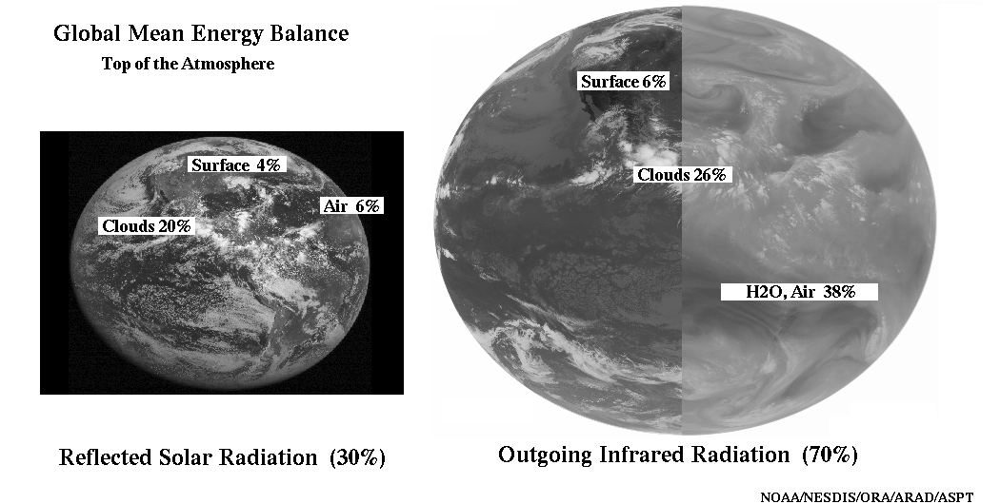 Global Mean Energy Balance
Top of the Atmosphere
Surface 4%
Air 6%
Clouds 20%
Reflected Solar Radiation (30%)
Surface 6%
Clouds 26%
H2O, Air 38%
Outgoing Infrared Radiation (70%)
NOAA/NESDIS/ORA/ARAD/ASPT